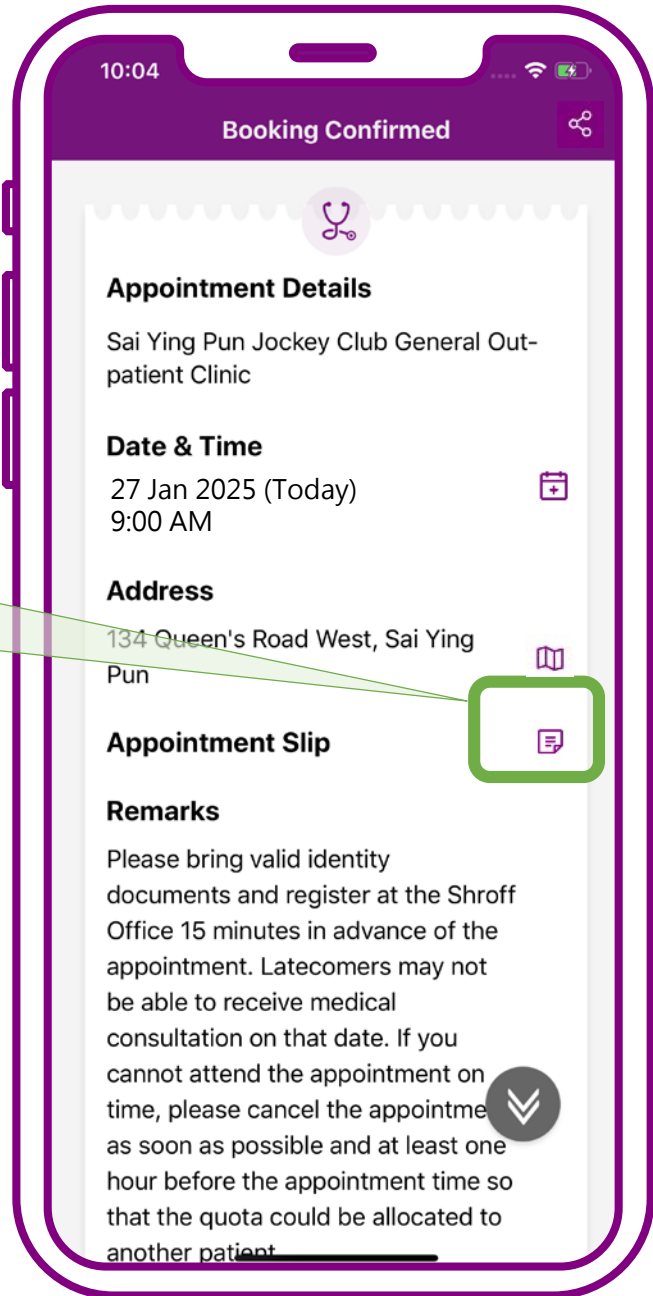 10:04
Booking Confirmed
Appointment Details
Sai Ying Pun Jockey Club General Out-
patient Clinic
Date & Time
27 Jan 2025 (Today)
9:00 AM
Address
134 Queen's Road West, Sai Ying
Pun
Appointment Slip
Remarks
Please bring valid identity
documents and register at the Shroff
Office 15 minutes in advance of the
appointment. Latecomers may not
be able to receive medical
consultation on that date. If you
cannot attend the appointment on
time, please cancel the appointme
as soon as possible and at least one
hour before the appointment time so
that the quota could be allocated to
another patient